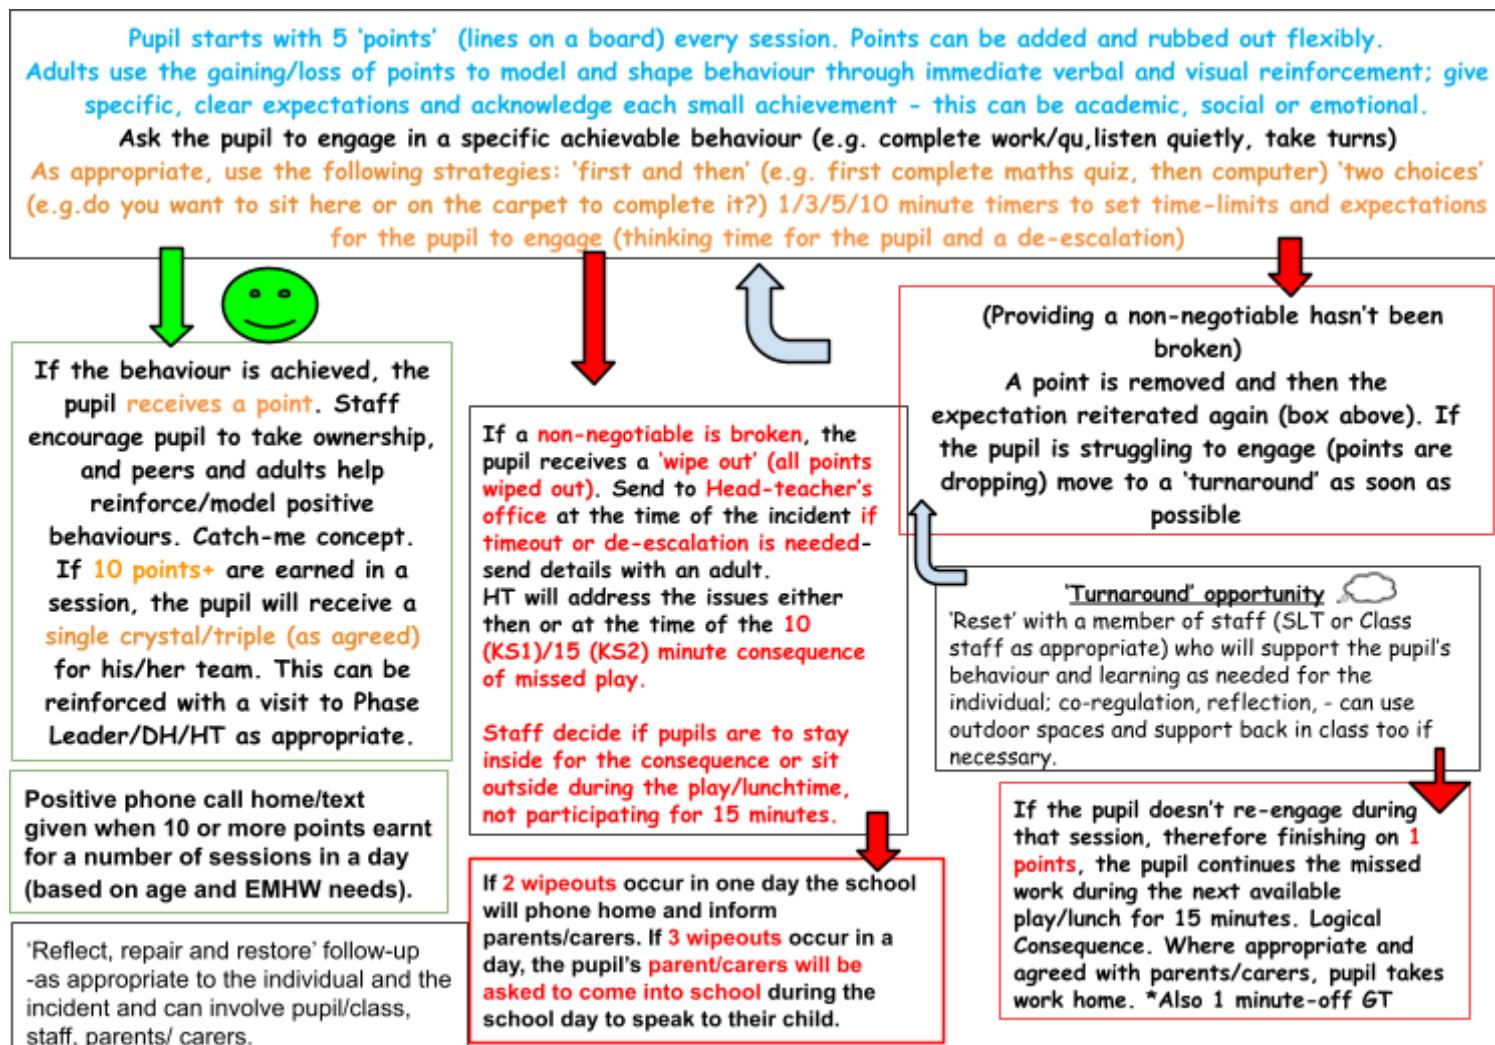 Pupil starts with 5 'points' (lines on a board) every session. Points can be added and rubbed out flexibly.
Adults use the gaining/loss of points to model and shape behaviour through immediate verbal and visual reinforcement; give
specific, clear expectations and acknowledge each small achievement - this can be academic, social or emotional.
Ask the pupil to engage in a specific achievable behaviour (e.g. complete work/qu,listen quietly, take turns)
As appropriate, use the following strategies: 'first and then' (e.g. first complete maths quiz, then computer) 'two choices'
(e.g.do you want to sit here or on the carpet to complete it?) 1/3/5/10 minute timers to set time-limits and expectations
for the pupil to engage (thinking time for the pupil and a de-escalation)
If the behaviour is achieved, the
pupil receives a point. Staff
encourage pupil to take ownership,
and peers and adults help
reinforce/model positive
behaviours. Catch-me concept.
If 10 points+ are earned in a
session, the pupil will receive a
single crystal/triple (as agreed)
for his/her team. This can be
reinforced with a visit to Phase
Leader/DH/HT as appropriate.
Positive phone call home/text
given when 10 or more points earnt
for a number of sessions in a day
(based on age and EMHW needs).
'Reflect, repair and restore' follow-up
-as appropriate to the individual and the
incident and can involve pupil/class,
staff, parents/ carers.
If a non-negotiable is broken, the
pupil receives a 'wipe out' (all points
wiped out). Send to Head-teacher's
office at the time of the incident if
timeout or de-escalation is needed-
send details with an adult.
HT will address the issues either
then or at the time of the 10
(KS1)/15 (KS2) minute consequence
of missed play.
Staff decide if pupils are to stay
inside for the consequence or sit
outside during the play/lunchtime,
not participating for 15 minutes.
If 2 wipeouts occur in one day the school
will phone home and inform
parents/carers. If 3 wipeouts occur in a
day, the pupil's parent/carers will be
asked to come into school during the
school day to speak to their child.
(Providing a non-negotiable hasn't been
broken)
A point is removed and then the
expectation reiterated again (box above). If
the pupil is struggling to engage (points are
dropping) move to a 'turnaround' as soon as
possible
'Turnaround' opportunity
'Reset' with a member of staff (SLT or Class
staff as appropriate) who will support the pupil's
behaviour and learning as needed for the
individual; co-regulation, reflection, - can use
outdoor spaces and support back in class too if
necessary.
If the pupil doesn't re-engage during
that session, therefore finishing on 1
points, the pupil continues the missed
work during the next available
play/lunch for 15 minutes. Logical
Consequence. Where appropriate and
agreed with parents/carers, pupil takes
work home. *Also 1 minute-off GT